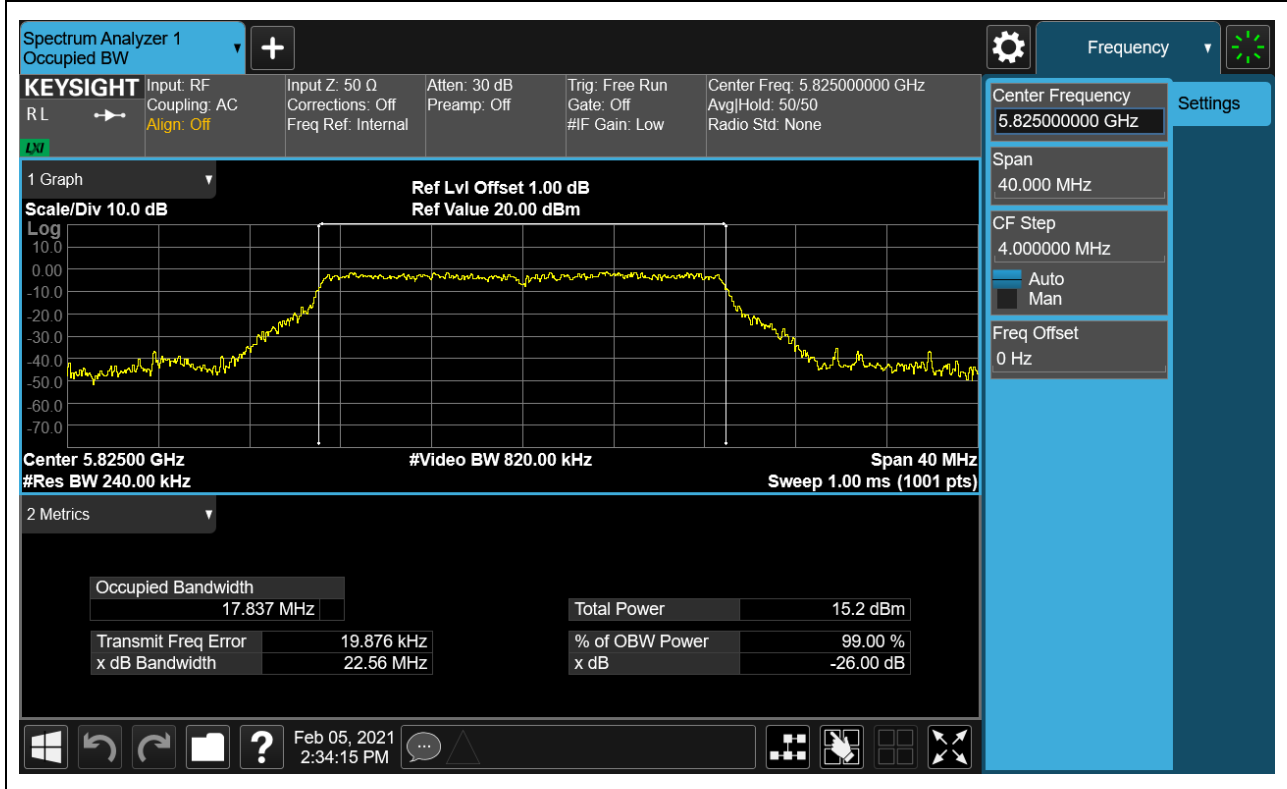 Spectrum Analyzer 1
Occupied BW
Frequency
KEYSIGHT
R L
LXI
Input: RF
Coupling: AC
Align: Off
Input Z: 50 Ω
Corrections: Off
Freq Ref: Internal
Atten: 30 dB
Preamp: Off
Trig: Free Run
Gate: Off
#IF Gain: Low
Center Freq: 5.825000000 GHz
Avg|Hold: 50/50
Radio Std: None
Center Frequency
5.825000000 GHz
Settings
Span
40.000 MHz
CF Step
4.000000 MHz
Auto
Man
Freq Offset
0 Hz
1 Graph
Scale/Div 10.0 dB
Ref Lvl Offset 1.00 dB
Ref Value 20.00 dBm
Log
10.0
0.00
-10.0
-20.0
-30.0
-40.0
-50.0
-60.0
-70.0
Center 5.82500 GHz
#Video BW 820.00 kHz
Span 40 MHz
#Res BW 240.00 kHz
Sweep 1.00 ms (1001 pts)
2 Metrics
Occupied Bandwidth
17.837 MHz
Total Power 15.2 dBm
Transmit Freq Error 19.876 kHz
% of OBW Power 99.00 %
x dB Bandwidth 22.56 MHz
x dB -26.00 dB
?
Feb 05, 2021
2:34:15 PM